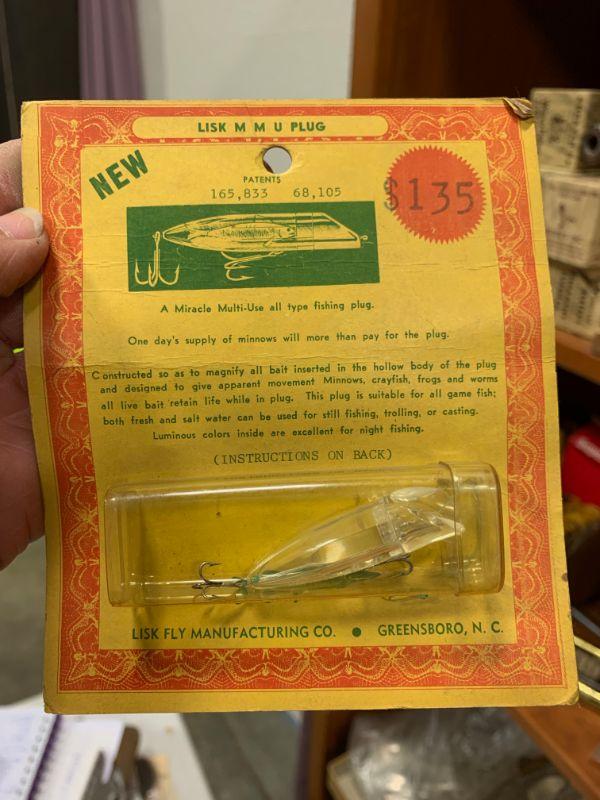 LISK M M U PLUG
NEW
PATENTS
165,833 68,105
$135
A Miracle Multi-Use all type fishing plug.
One day's supply of minnows will more than pay for the plug.
Constructed so as to magnify all bait inserted in the hollow body of the plug
and designed to give apparent movement Minnows, crayfish, frogs and worms
all live bait retain life while in plug. This plug is suitable for all game fish;
both fresh and salt water can be used for still fishing, trolling, or casting.
Luminous colors inside are excellent for night fishing.
(INSTRUCTIONS ON BACK)
LISK FLY MANUFACTURING CO. ● GREENSBORO, N. C.